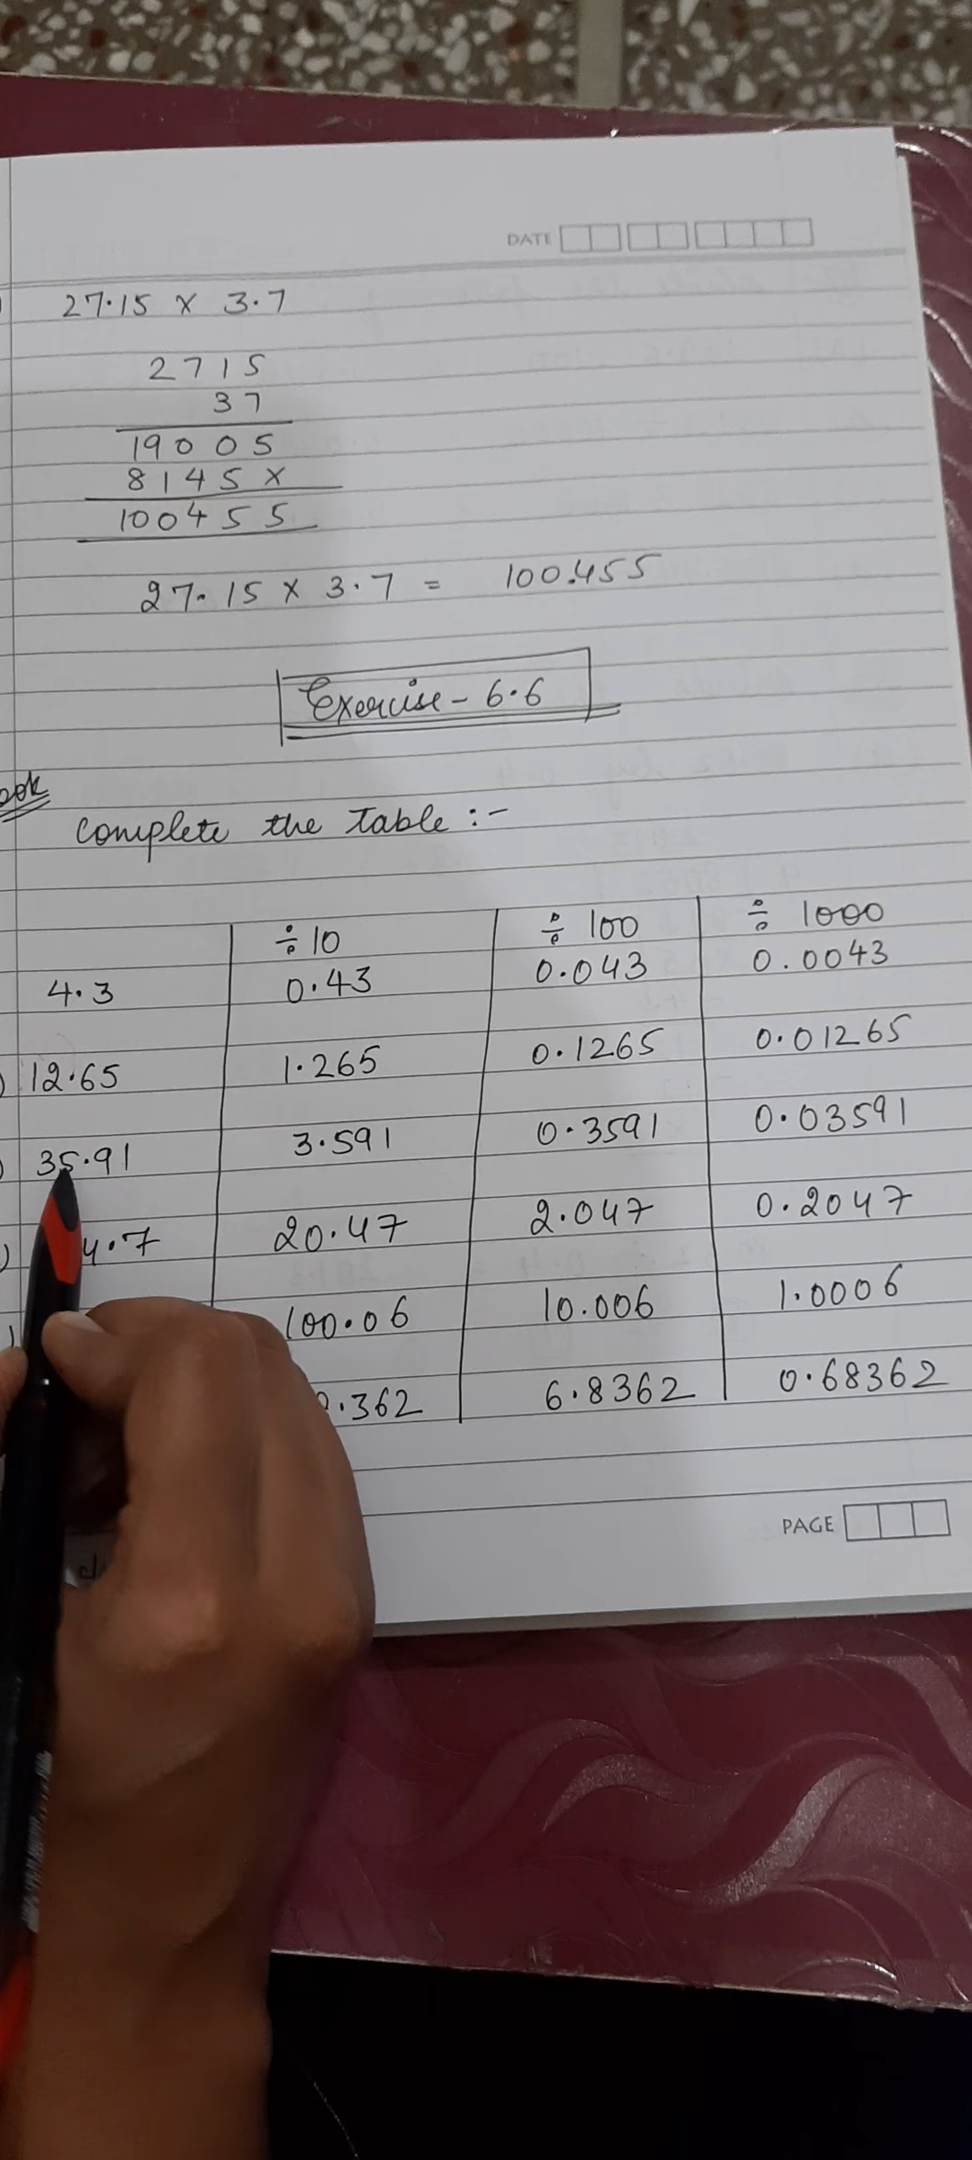 DATE
27.15 x 3.7
2715
37
19005
8145x
100455
27.15 x 3.7 = 100.455
Exercise - 6.6
Complete the Table :-
÷ 10 ÷ 100 ÷ 1000
4.3 0.43 0.043 0.0043
12.65 1.265 0.1265 0.01265
35.91 3.591 0.3591 0.03591
4.7 20.47 2.047 0.2047
100.06 10.006 1.0006
.362 6.8362 0.68362
PAGE